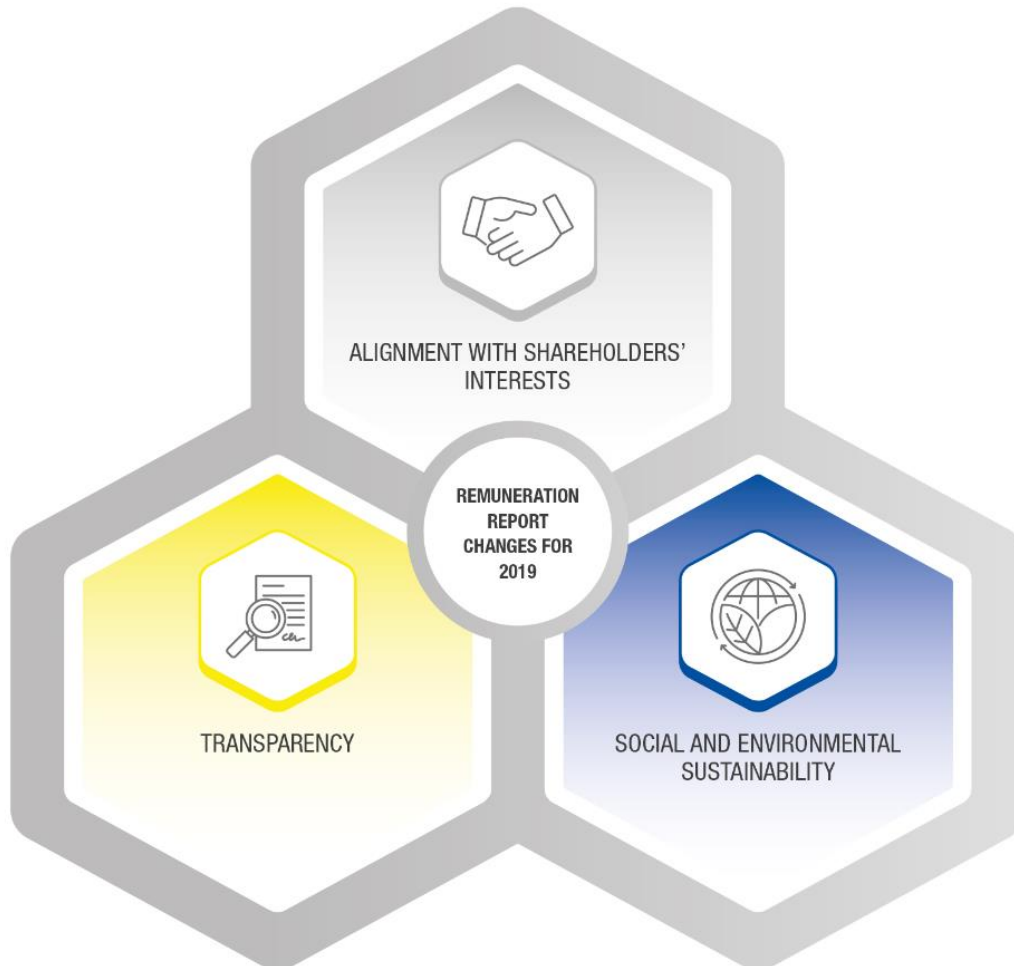 ALIGNMENT WITH SHAREHOLDERS’
INTERESTS
REMUNERATION
REPORT
CHANGES FOR
2019
TRANSPARENCY
SOCIAL AND ENVIRONMENTAL
SUSTAINABILITY